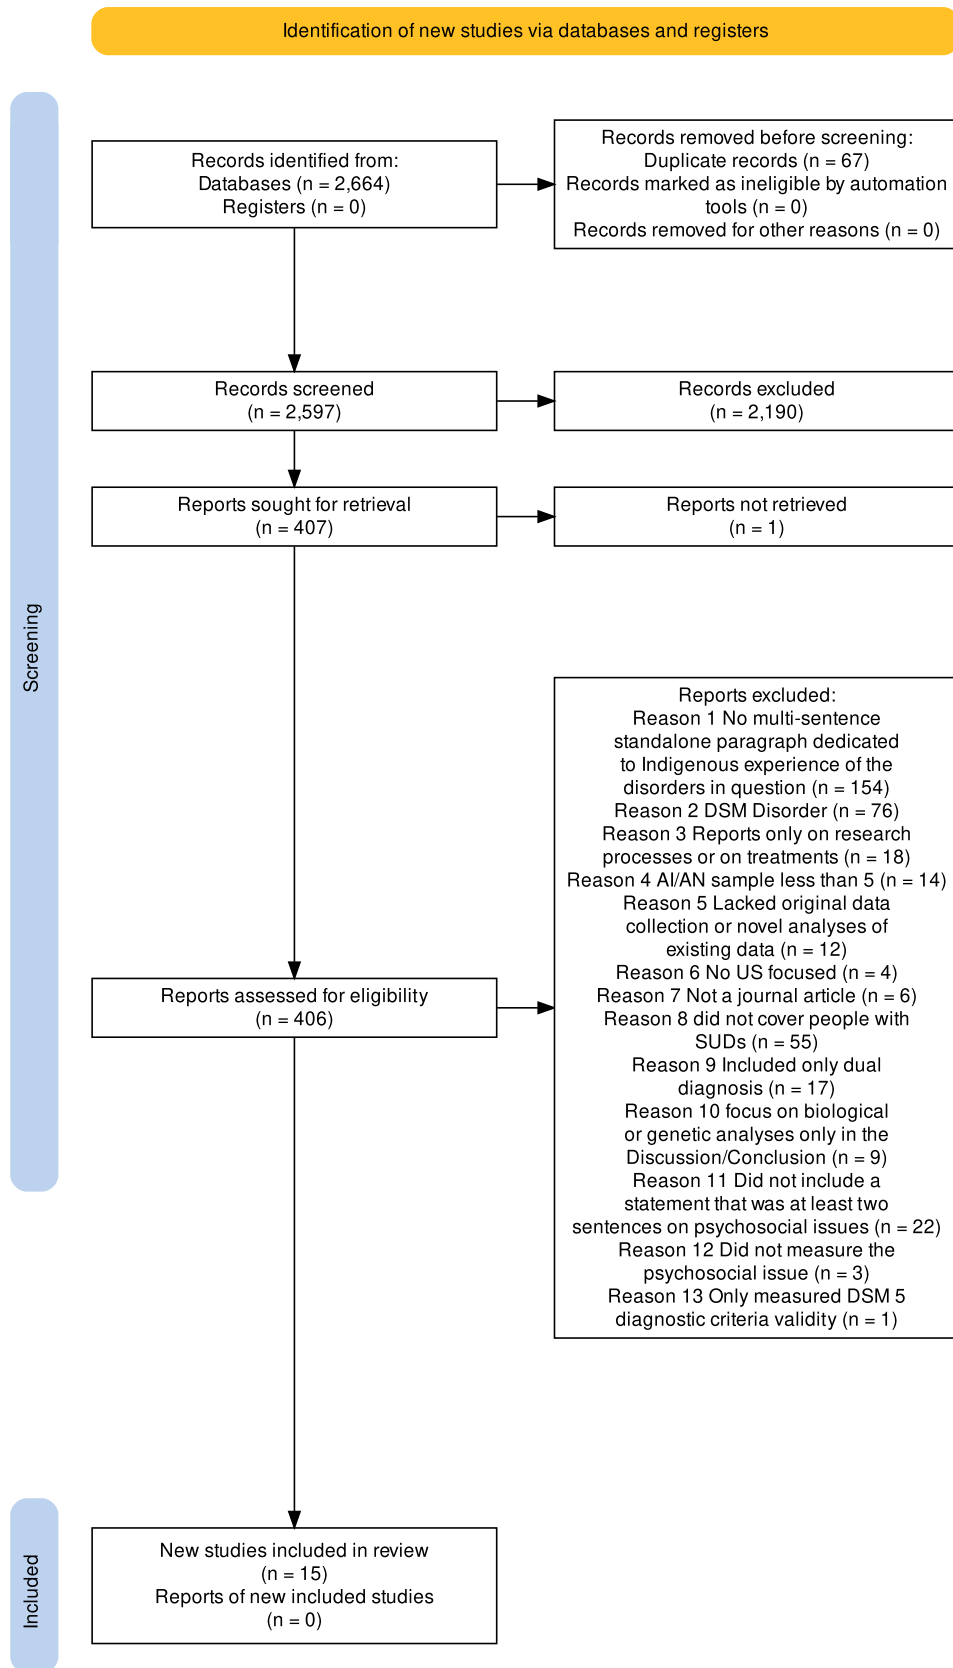 Identification of new studies via databases and registers
Records identified from:
Databases (n = 2,664)
Registers (n = 0)
Records removed before screening:
Duplicate records (n = 67)
Records marked as ineligible by automation
tools (n = 0)
Records removed for other reasons (n = 0)
Records screened
(n = 2,597)
Records excluded
(n = 2,190)
Reports sought for retrieval
(n = 407)
Reports not retrieved
(n = 1)
Screening
Reports assessed for eligibility
(n = 406)
Reports excluded:
Reason 1 No multi-sentence
standalone paragraph dedicated
to Indigenous experience of the
disorders in question (n = 154)
Reason 2 DSM Disorder (n = 76)
Reason 3 Reports only on research
processes or on treatments (n = 18)
Reason 4 AI/AN sample less than 5 (n = 14)
Reason 5 Lacked original data
collection or novel analyses of
existing data (n = 12)
Reason 6 No US focused (n = 4)
Reason 7 Not a journal article (n = 6)
Reason 8 did not cover people with
SUDs (n = 55)
Reason 9 Included only dual
diagnosis (n = 17)
Reason 10 focus on biological
or genetic analyses only in the
Discussion/Conclusion (n = 9)
Reason 11 Did not include a
statement that was at least two
sentences on psychosocial issues (n = 22)
Reason 12 Did not measure the
psychosocial issue (n = 3)
Reason 13 Only measured DSM 5
diagnostic criteria validity (n = 1)
Included
New studies included in review
(n = 15)
Reports of new included studies
(n = 0)